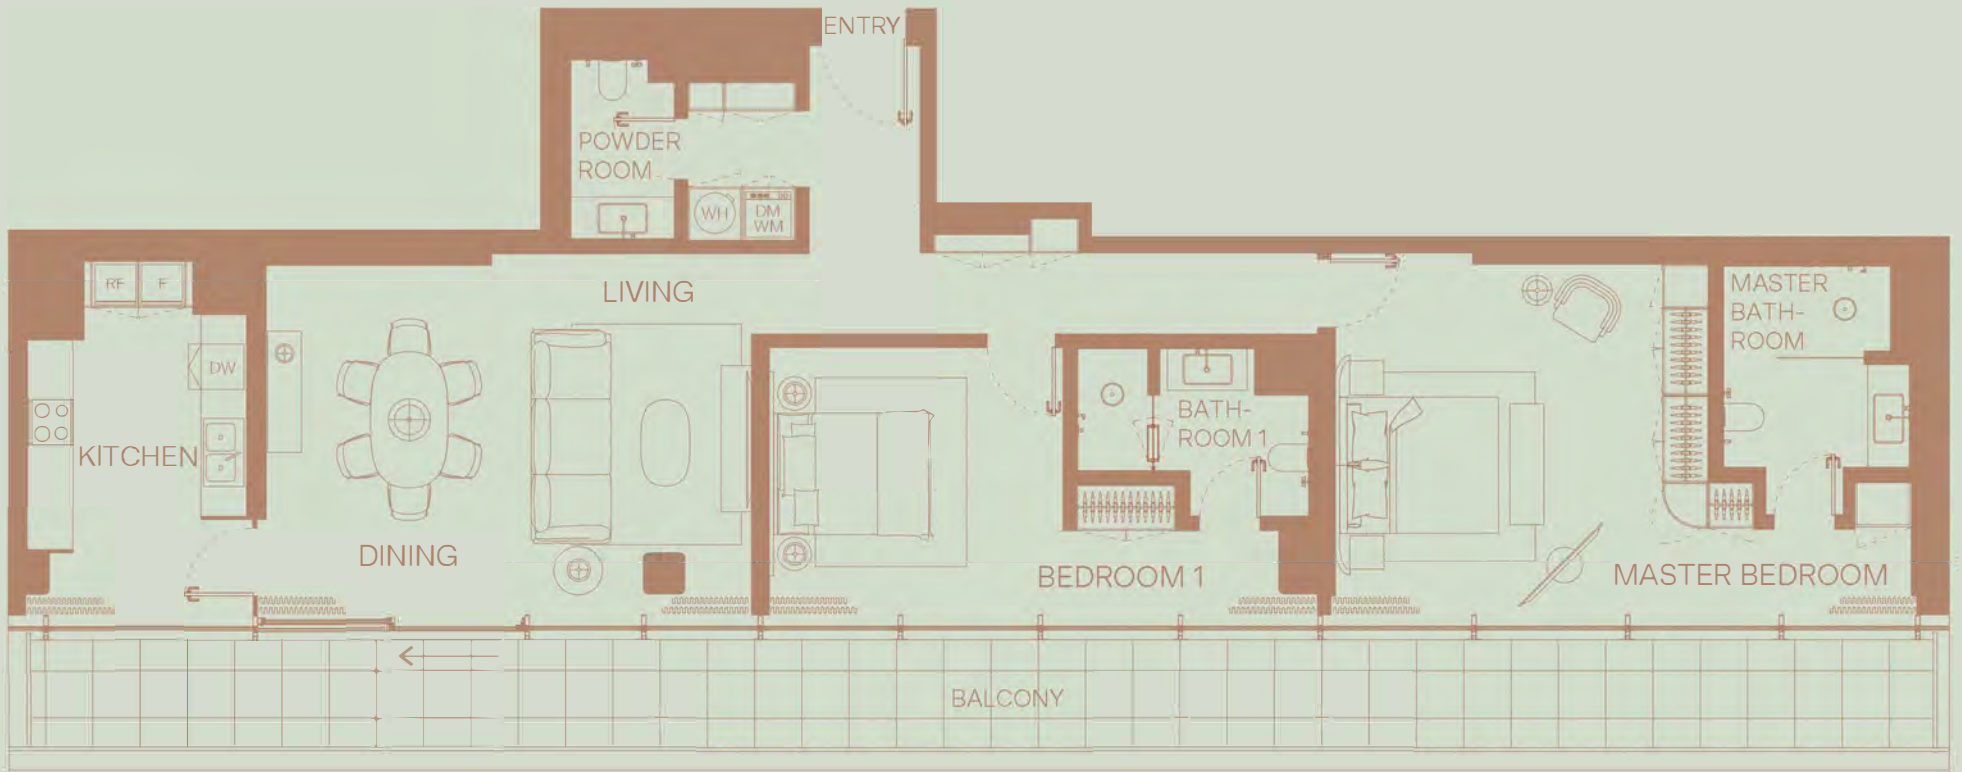 ENTRY
POWDER
ROOM
WH
DM
WM
LIVING
RF
F
DW
KITCHEN
DINING
BATH-
ROOM 1
BEDROOM 1
MASTER
BATH-
ROOM
MASTER BEDROOM
BALCONY